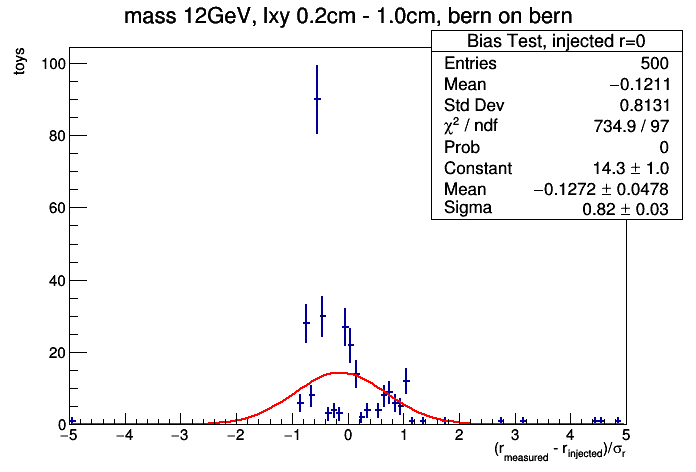 mass 12GeV, lxy 0.2cm - 1.0cm, bern on bern
Bias Test, injected r=0
Entries 500
Mean −0.1211
Std Dev 0.8131
χ² / ndf 734.9 / 97
Prob 0
Constant 14.3 ± 1.0
Mean −0.1272 ± 0.0478
Sigma 0.82 ± 0.03
toys
100
80
60
40
20
0
−5 −4 −3 −2 −1 0 1 2 3 4 5
(r_measured - r_injected)/σ_r